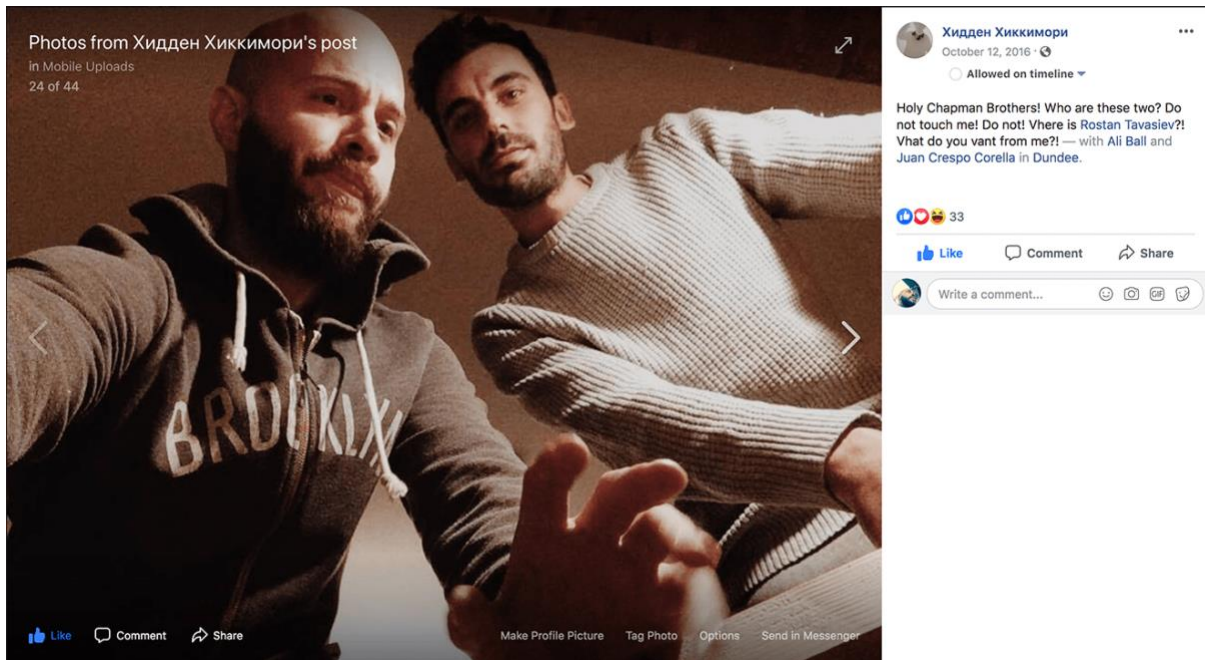 Photos from Хидден Хиккимори's post
in Mobile Uploads
24 of 44
BROOKLYN
Like Comment Share
Make Profile Picture Tag Photo Options Send in Messenger
Хидден Хиккимори
October 12, 2016 ·
Allowed on timeline
Holy Chapman Brothers! Who are these two? Do
not touch me! Do not! Vhere is Rostan Tavasiev?!
Vhat do you vant from me?! — with Ali Ball and
Juan Crespo Corella in Dundee.
33
Like Comment Share
Write a comment...
GIF